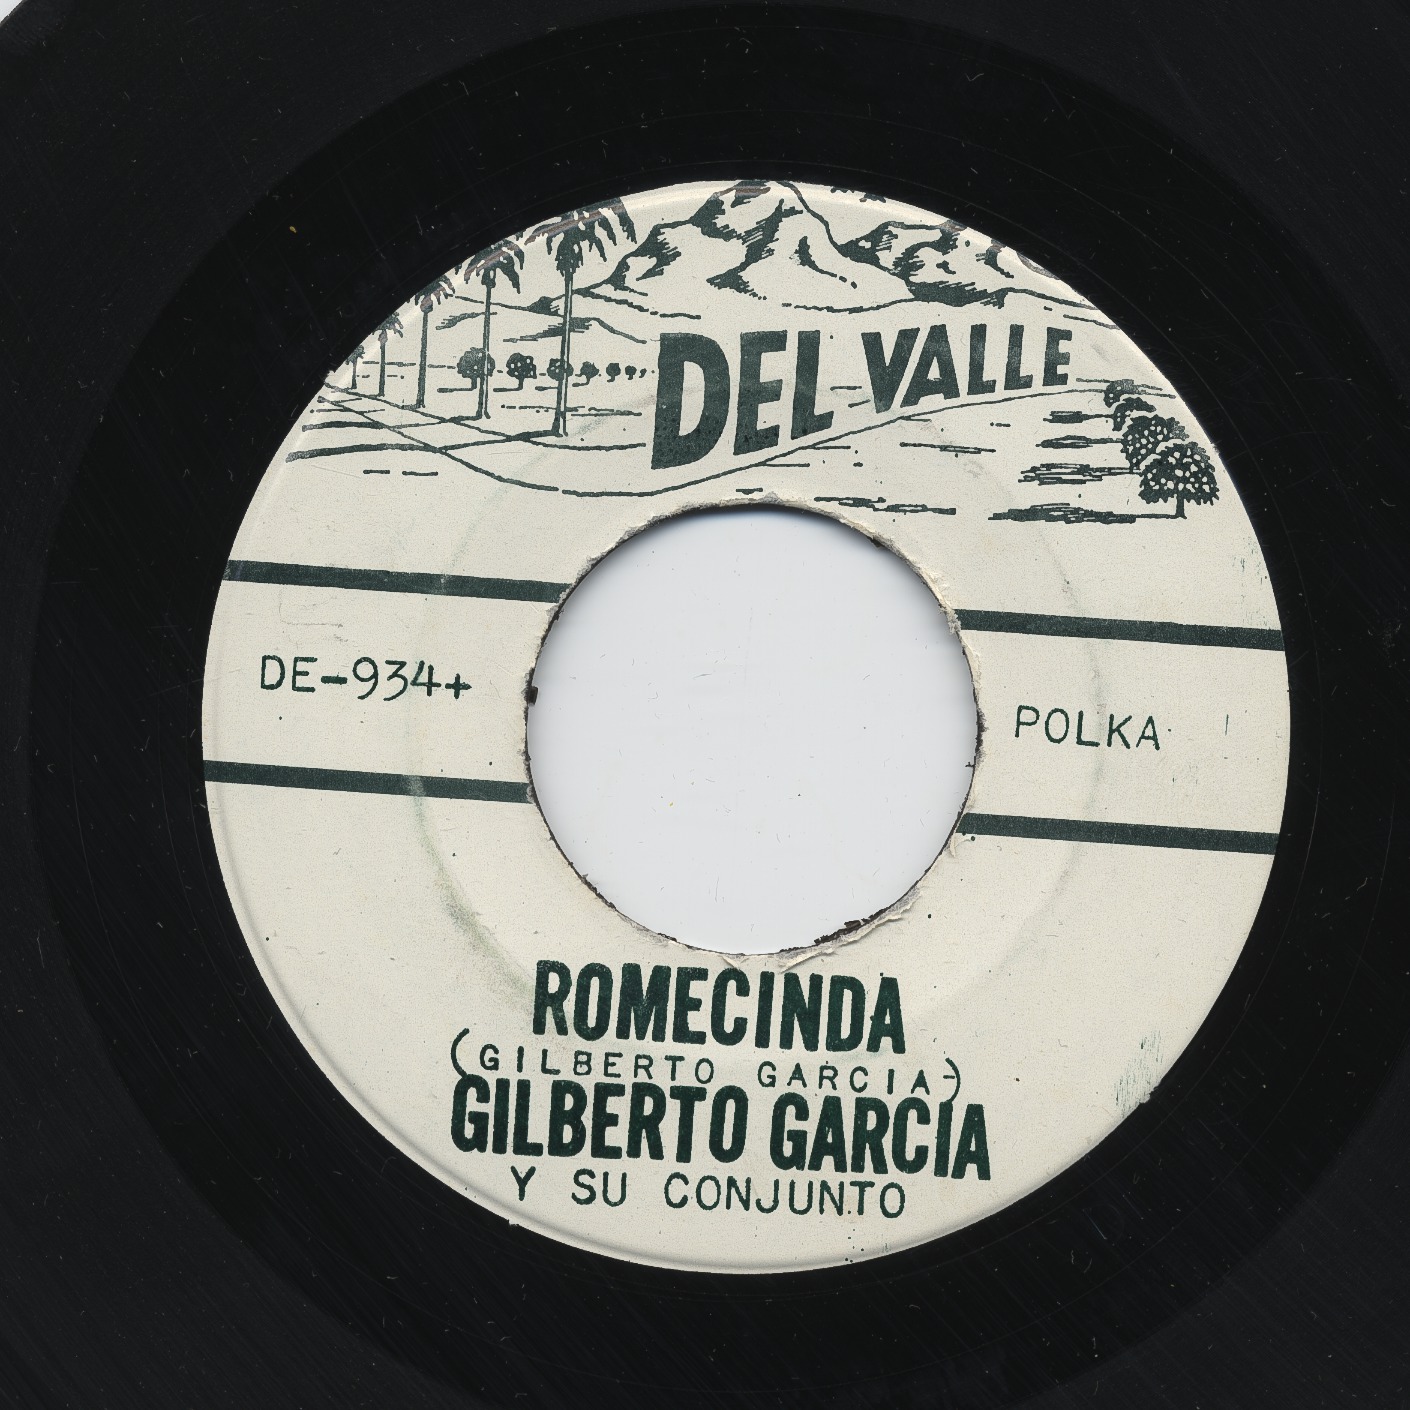 DEL VALLE
DE-934+
POLKA
ROMECINDA
(GILBERTO GARCIA)
GILBERTO GARCIA
Y SU CONJUNTO